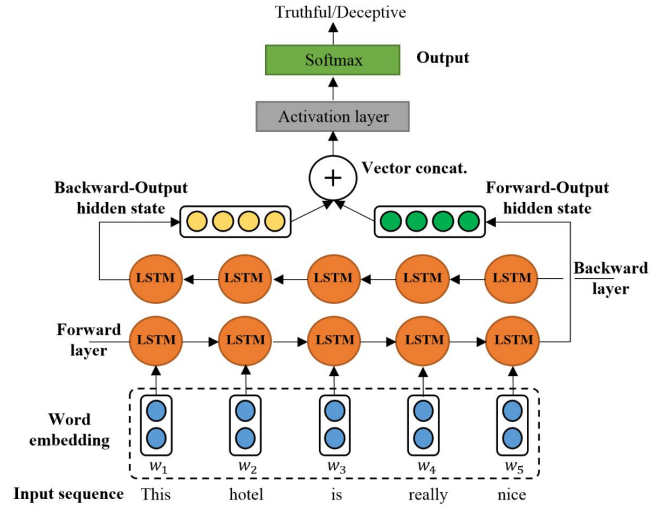 Truthful/Deceptive
Softmax
Output
Activation layer
+
Vector concat.
Backward-Output
hidden state
Forward-Output
hidden state
LSTM LSTM LSTM LSTM LSTM
Backward
layer
Forward
layer
LSTM LSTM LSTM LSTM LSTM
Word
embedding
w₁ w₂ w₃ w₄ w₅
Input sequence This hotel is really nice